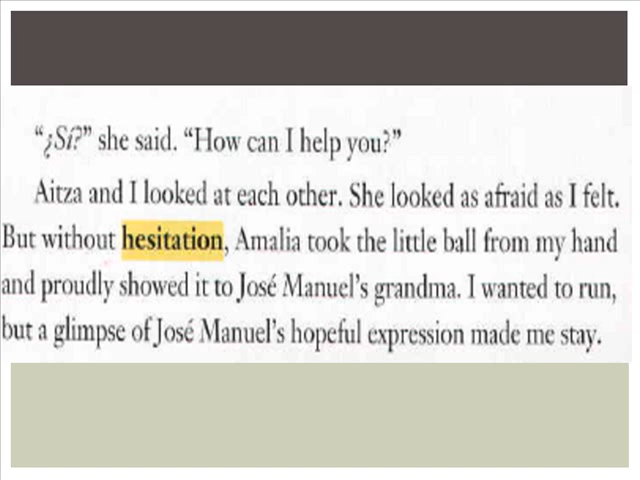 “¿Sí?” she said. “How can I help you?”
Aitza and I looked at each other. She looked as afraid as I felt.
But without hesitation, Amalia took the little ball from my hand
and proudly showed it to José Manuel’s grandma. I wanted to run,
but a glimpse of José Manuel’s hopeful expression made me stay.